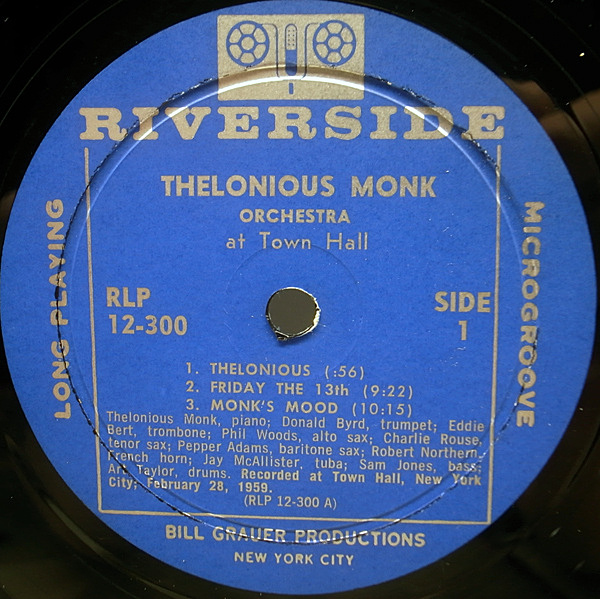 RIVERSIDE
THELONIOUS MONK
ORCHESTRA
at Town Hall
LONG PLAYING
MICROGROOVE
RLP
12-300
SIDE
1
1. THELONIOUS (:56)
2. FRIDAY THE 13th (9:22)
3. MONK'S MOOD (10:15)
Thelonious Monk, piano; Donald Byrd, trumpet; Eddie
Bert, trombone; Phil Woods, alto sax; Charlie Rouse,
tenor sax; Pepper Adams, baritone sax; Robert Northern,
French horn; Jay McAllister, tuba; Sam Jones, bass;
Art Taylor, drums. Recorded at Town Hall, New York
City; February 28, 1959.
(RLP 12-300 A)
BILL GRAUER PRODUCTIONS
NEW YORK CITY